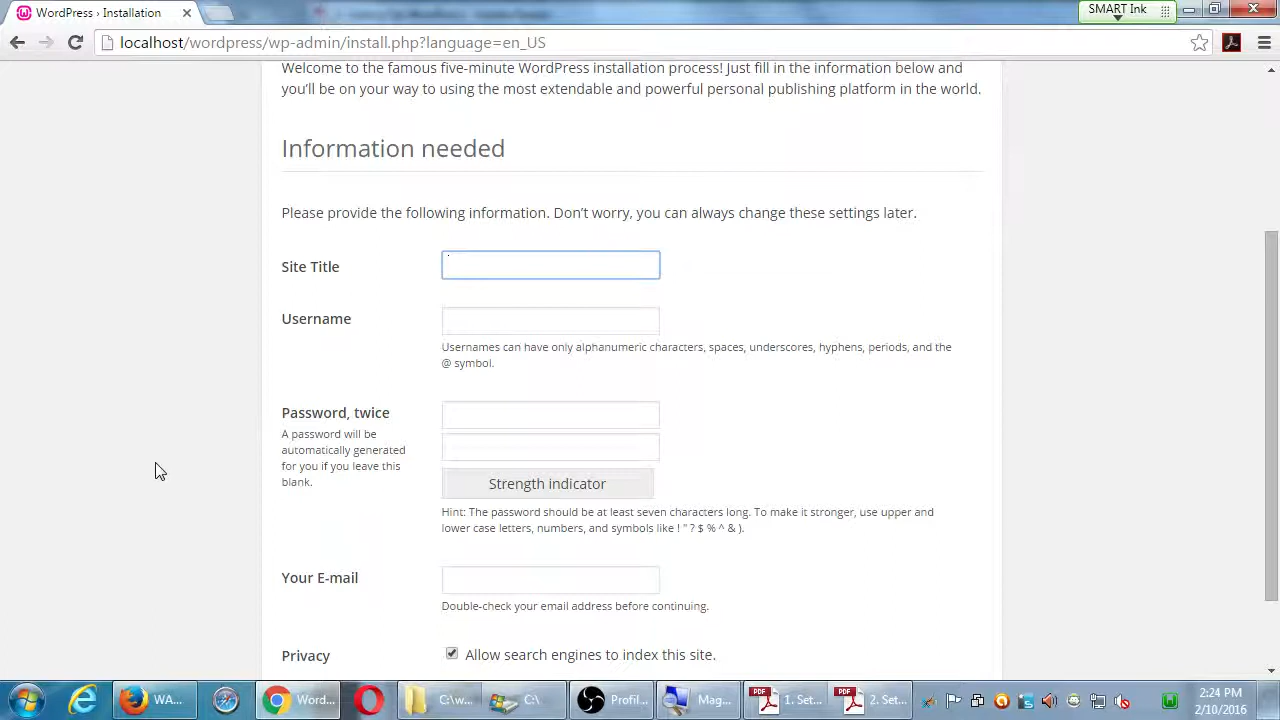 WordPress › Installation
SMART Ink
localhost/wordpress/wp-admin/install.php?language=en_US
Welcome to the famous five-minute WordPress installation process! Just fill in the information below and
you'll be on your way to using the most extendable and powerful personal publishing platform in the world.
Information needed
Please provide the following information. Don't worry, you can always change these settings later.
Site Title
Username
Usernames can have only alphanumeric characters, spaces, underscores, hyphens, periods, and the
@ symbol.
Password, twice
A password will be
automatically generated
for you if you leave this
blank.
Strength indicator
Hint: The password should be at least seven characters long. To make it stronger, use upper and
lower case letters, numbers, and symbols like ! " ? $ % ^ & ).
Your E-mail
Double-check your email address before continuing.
Privacy
Allow search engines to index this site.
WA...
Word...
C:\w...
C:\
Profil...
Mag...
PDF
1. Set...
PDF
2. Set...
2:24 PM
2/10/2016